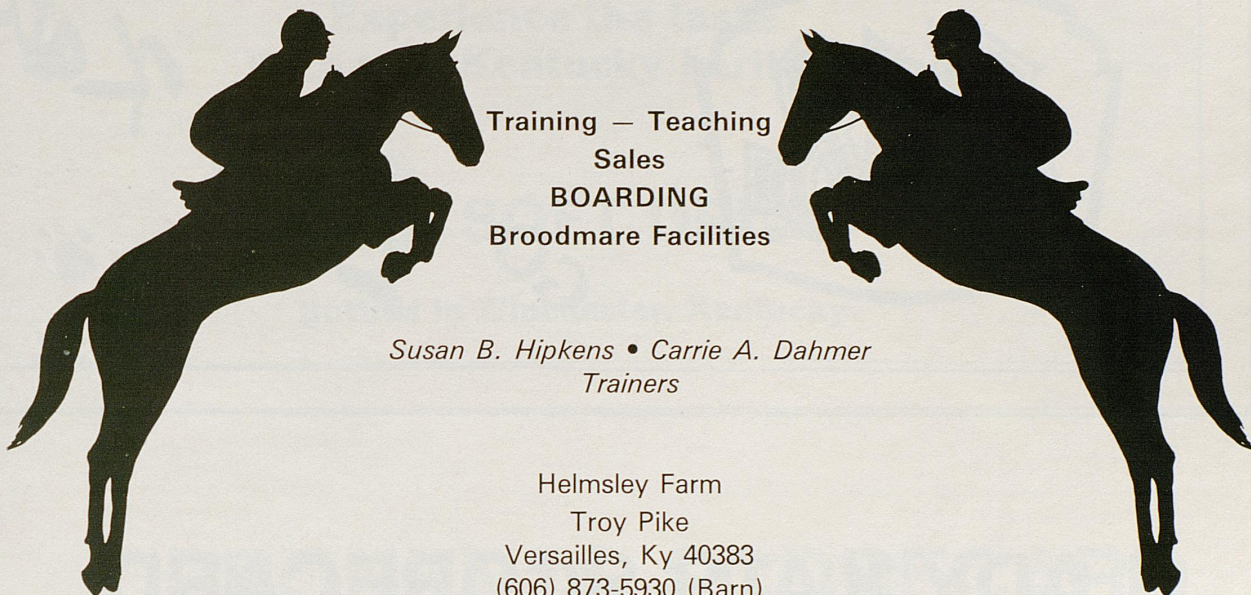 Training — Teaching
Sales
BOARDING
Broodmare Facilities
Susan B. Hipkens • Carrie A. Dahmer
Trainers
Helmsley Farm
Troy Pike
Versailles, Ky 40383
(606) 873-5930 (Barn)